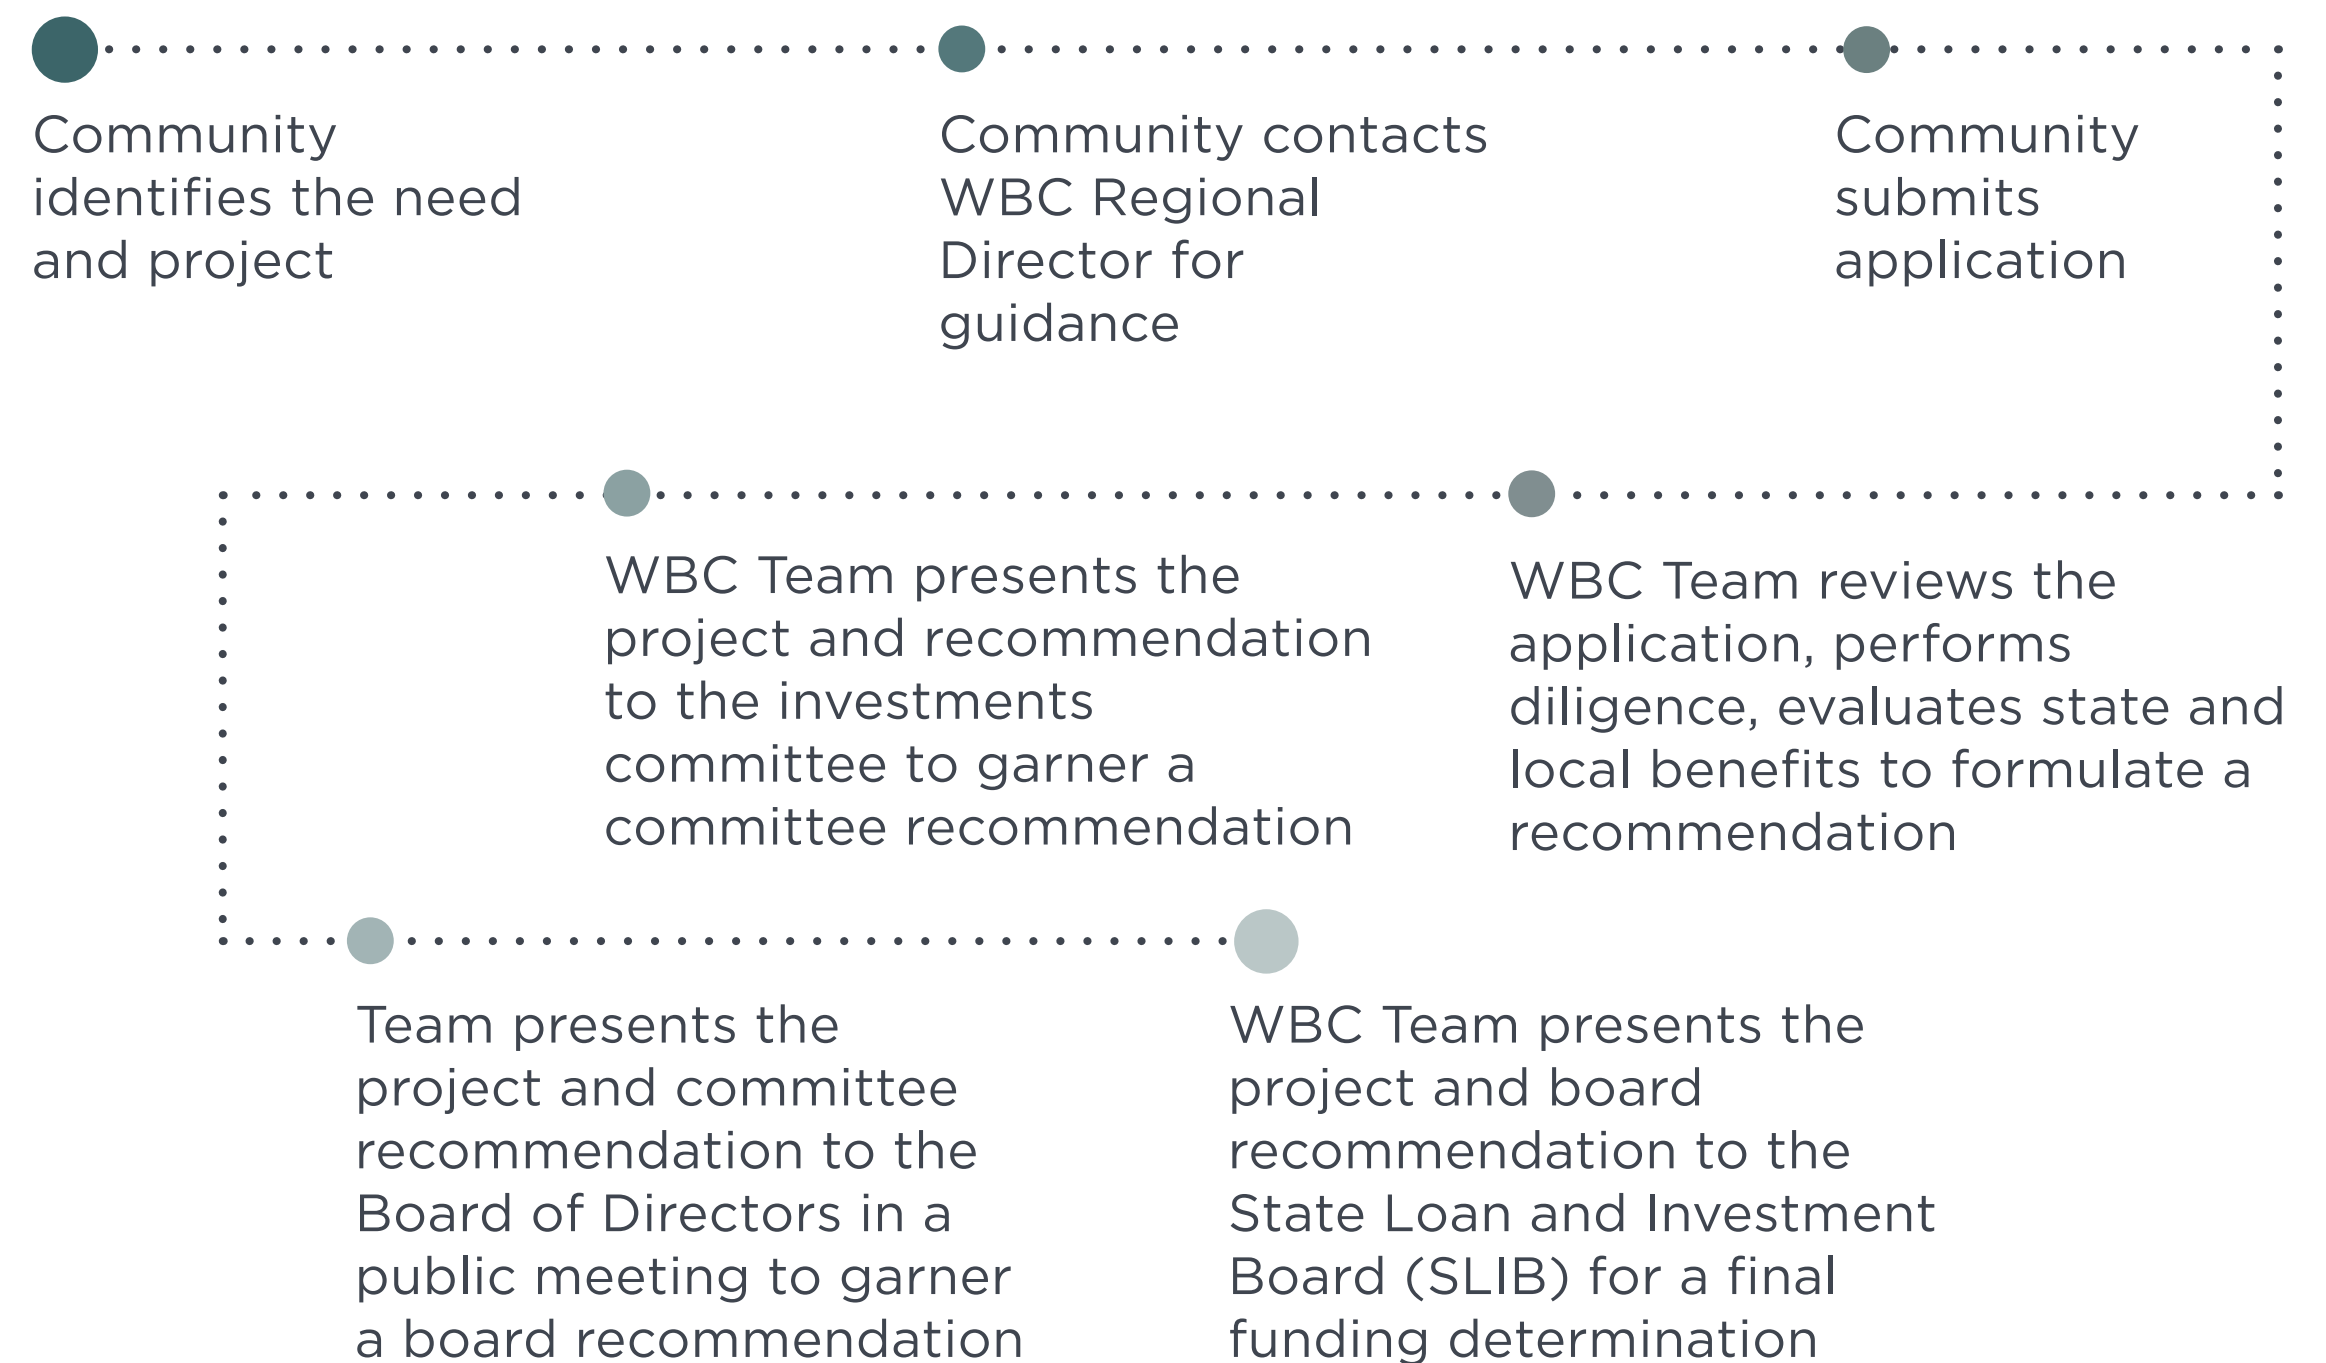 Community
identifies the need
and project
Community contacts
WBC Regional
Director for
guidance
Community
submits
application
WBC Team reviews the
application, performs
diligence, evaluates state and
local benefits to formulate a
recommendation
WBC Team presents the
project and recommendation
to the investments
committee to garner a
committee recommendation
Team presents the
project and committee
recommendation to the
Board of Directors in a
public meeting to garner
a board recommendation
WBC Team presents the
project and board
recommendation to the
State Loan and Investment
Board (SLIB) for a final
funding determination